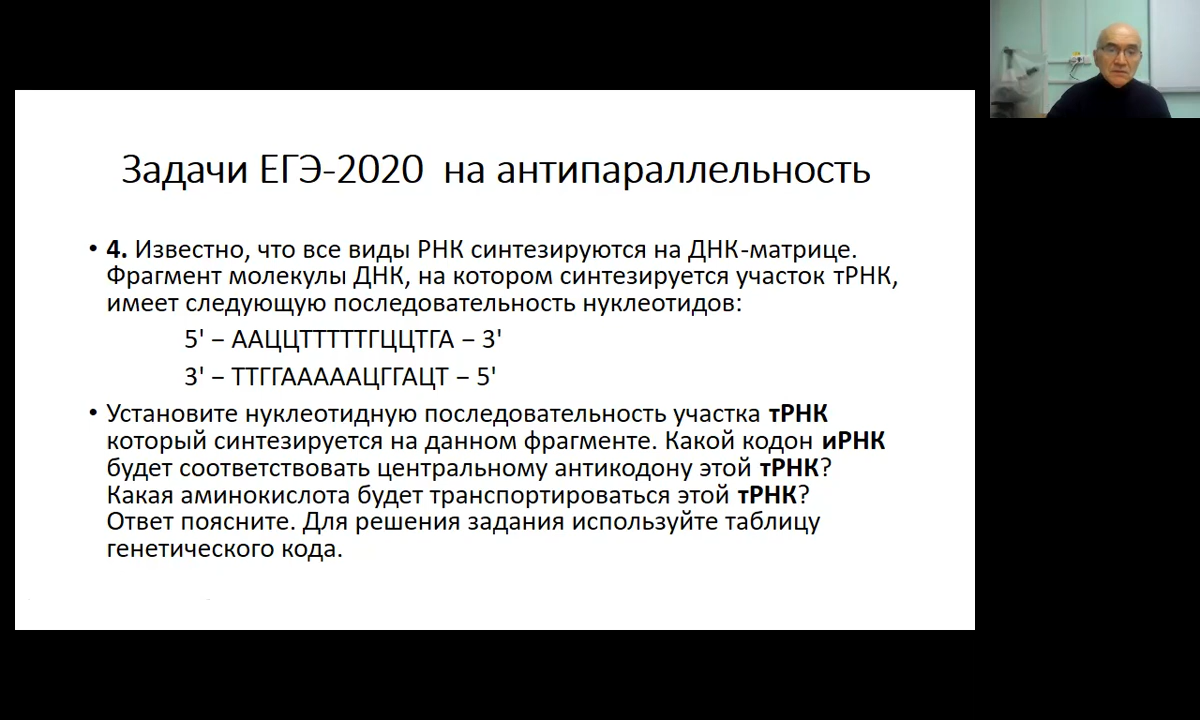 Задачи ЕГЭ-2020 на антипараллельность
• 4. Известно, что все виды РНК синтезируются на ДНК-матрице.
Фрагмент молекулы ДНК, на котором синтезируется участок тРНК,
имеет следующую последовательность нуклеотидов:
5' – ААЦЦТТТТТГЦЦТГА – 3'
3' – ТТГГАААААЦГГАЦТ – 5'
• Установите нуклеотидную последовательность участка тРНК
который синтезируется на данном фрагменте. Какой кодон иРНК
будет соответствовать центральному антикодону этой тРНК?
Какая аминокислота будет транспортироваться этой тРНК?
Ответ поясните. Для решения задания используйте таблицу
генетического кода.